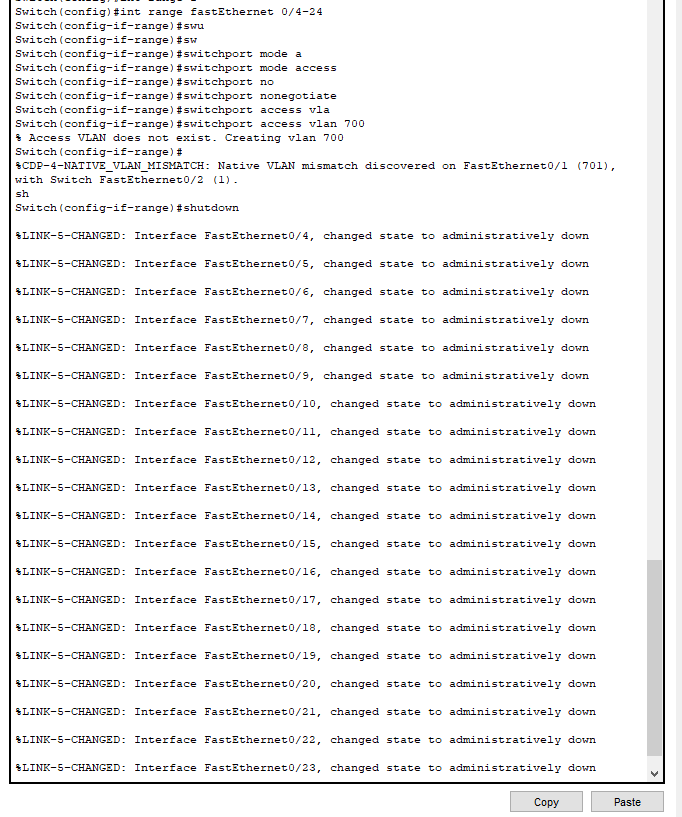 Switch(config)#int range fastEthernet 0/4-24
Switch(config-if-range)#swu
Switch(config-if-range)#sw
Switch(config-if-range)#switchport mode a
Switch(config-if-range)#switchport mode access
Switch(config-if-range)#switchport no
Switch(config-if-range)#switchport nonegotiate
Switch(config-if-range)#switchport access vla
Switch(config-if-range)#switchport access vlan 700
% Access VLAN does not exist. Creating vlan 700
Switch(config-if-range)#
%CDP-4-NATIVE_VLAN_MISMATCH: Native VLAN mismatch discovered on FastEthernet0/1 (701),
with Switch FastEthernet0/2 (1).
sh
Switch(config-if-range)#shutdown
%LINK-5-CHANGED: Interface FastEthernet0/4, changed state to administratively down
%LINK-5-CHANGED: Interface FastEthernet0/5, changed state to administratively down
%LINK-5-CHANGED: Interface FastEthernet0/6, changed state to administratively down
%LINK-5-CHANGED: Interface FastEthernet0/7, changed state to administratively down
%LINK-5-CHANGED: Interface FastEthernet0/8, changed state to administratively down
%LINK-5-CHANGED: Interface FastEthernet0/9, changed state to administratively down
%LINK-5-CHANGED: Interface FastEthernet0/10, changed state to administratively down
%LINK-5-CHANGED: Interface FastEthernet0/11, changed state to administratively down
%LINK-5-CHANGED: Interface FastEthernet0/12, changed state to administratively down
%LINK-5-CHANGED: Interface FastEthernet0/13, changed state to administratively down
%LINK-5-CHANGED: Interface FastEthernet0/14, changed state to administratively down
%LINK-5-CHANGED: Interface FastEthernet0/15, changed state to administratively down
%LINK-5-CHANGED: Interface FastEthernet0/16, changed state to administratively down
%LINK-5-CHANGED: Interface FastEthernet0/17, changed state to administratively down
%LINK-5-CHANGED: Interface FastEthernet0/18, changed state to administratively down
%LINK-5-CHANGED: Interface FastEthernet0/19, changed state to administratively down
%LINK-5-CHANGED: Interface FastEthernet0/20, changed state to administratively down
%LINK-5-CHANGED: Interface FastEthernet0/21, changed state to administratively down
%LINK-5-CHANGED: Interface FastEthernet0/22, changed state to administratively down
%LINK-5-CHANGED: Interface FastEthernet0/23, changed state to administratively down
Copy Paste